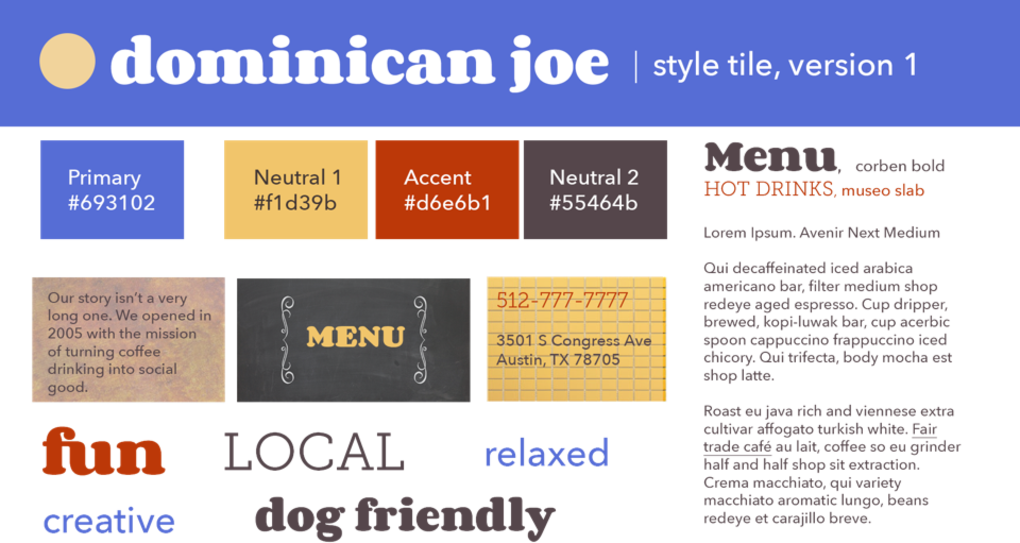 dominican joe | style tile, version 1
Primary
#693102
Neutral 1
#f1d39b
Accent
#d6e6b1
Neutral 2
#55464b
Menu, corben bold
HOT DRINKS, museo slab
Lorem Ipsum. Avenir Next Medium
Qui decaffeinated iced arabica
americano bar, filter medium shop
redeye aged espresso. Cup dripper,
brewed, kopi-luwak bar, cup acerbic
spoon cappuccino frappuccino iced
chicory. Qui trifecta, body mocha est
shop latte.
Roast eu java rich and viennese extra
cultivar affogato turkish white. Fair
trade café au lait, coffee so eu grinder
half and half shop sit extraction.
Crema macchiato, qui variety
macchiato aromatic lungo, beans
redeye et carajillo breve.
Our story isn't a very
long one. We opened in
2005 with the mission
of turning coffee
drinking into social
good.
MENU
512-777-7777
3501 S Congress Ave
Austin, TX 78705
fun
LOCAL
relaxed
creative
dog friendly